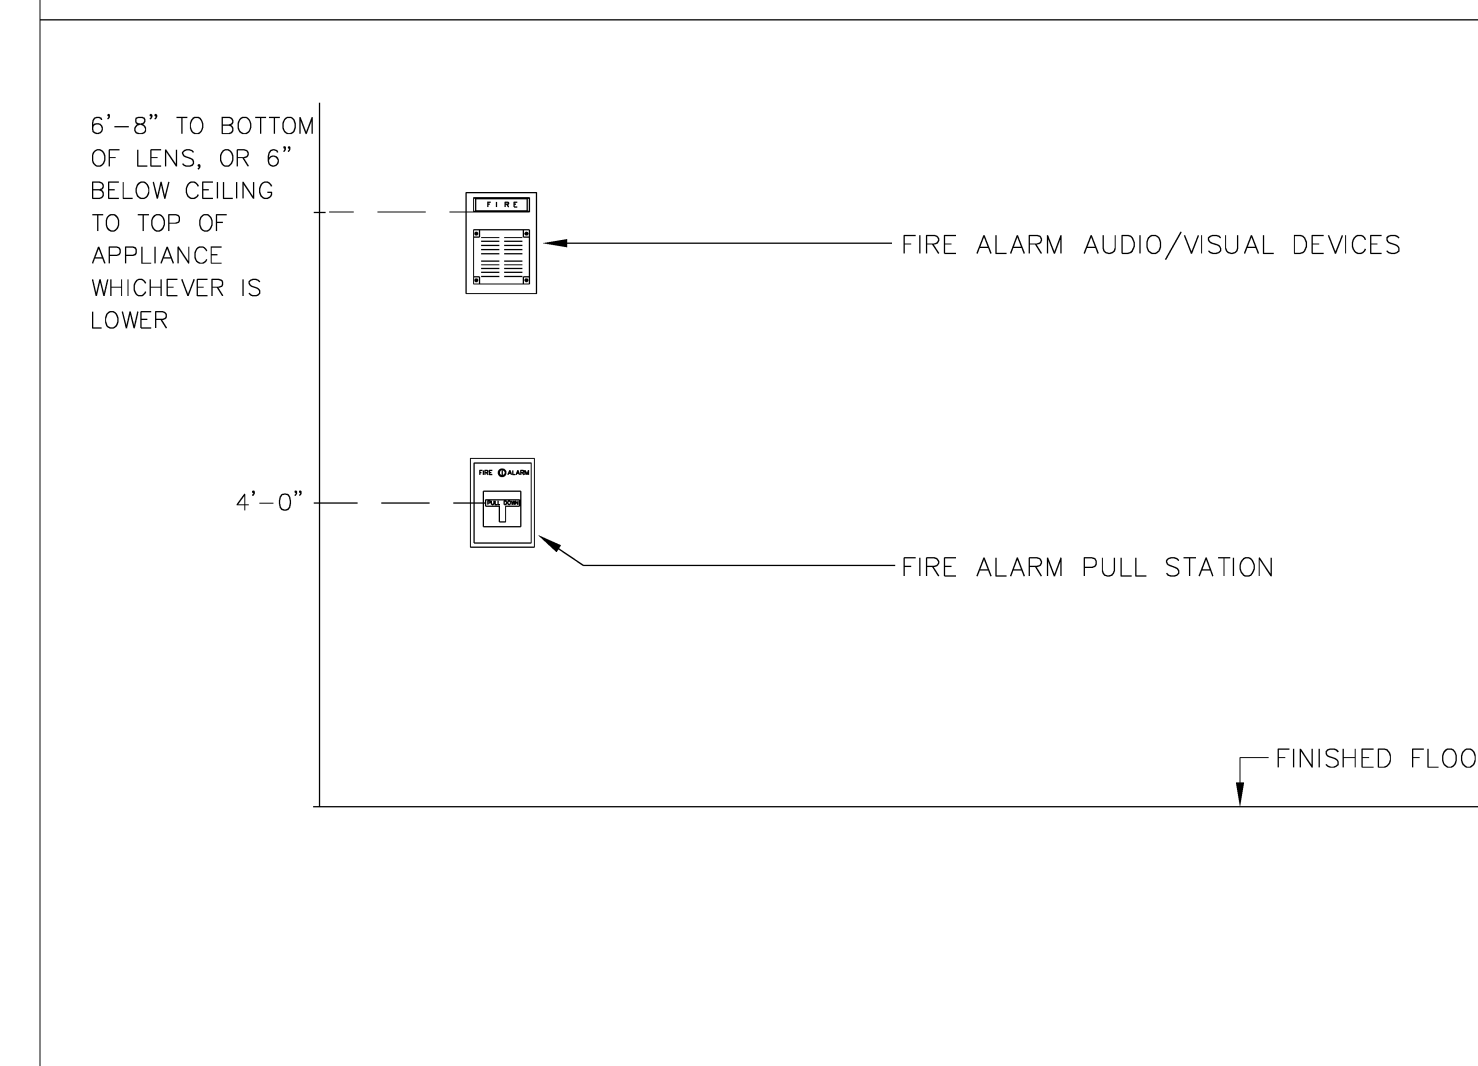 6'-8" TO BOTTOM
OF LENS, OR 6"
BELOW CEILING
TO TOP OF
APPLIANCE
WHICHEVER IS
LOWER
FIRE
FIRE ALARM AUDIO/VISUAL DEVICES
FIRE ALARM
4'-0"
PULL DOWN
FIRE ALARM PULL STATION
FINISHED FLOO